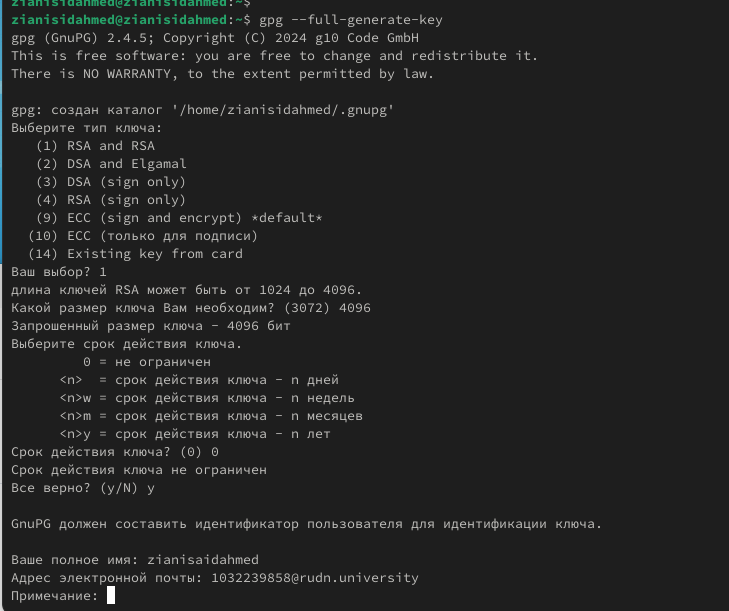 zianisidahmed@zianisidahmed:~$
zianisidahmed@zianisidahmed:~$ gpg --full-generate-key
gpg (GnuPG) 2.4.5; Copyright (C) 2024 g10 Code GmbH
This is free software: you are free to change and redistribute it.
There is NO WARRANTY, to the extent permitted by law.

gpg: создан каталог '/home/zianisidahmed/.gnupg'
Выберите тип ключа:
   (1) RSA and RSA
   (2) DSA and Elgamal
   (3) DSA (sign only)
   (4) RSA (sign only)
   (9) ECC (sign and encrypt) *default*
  (10) ECC (только для подписи)
  (14) Existing key from card
Ваш выбор? 1
длина ключей RSA может быть от 1024 до 4096.
Какой размер ключа Вам необходим? (3072) 4096
Запрошенный размер ключа - 4096 бит
Выберите срок действия ключа.
         0 = не ограничен
      <n>  = срок действия ключа - n дней
      <n>w = срок действия ключа - n недель
      <n>m = срок действия ключа - n месяцев
      <n>y = срок действия ключа - n лет
Срок действия ключа? (0) 0
Срок действия ключа не ограничен
Все верно? (y/N) y

GnuPG должен составить идентификатор пользователя для идентификации ключа.

Ваше полное имя: zianisaidahmed
Адрес электронной почты: 1032239858@rudn.university
Примечание: